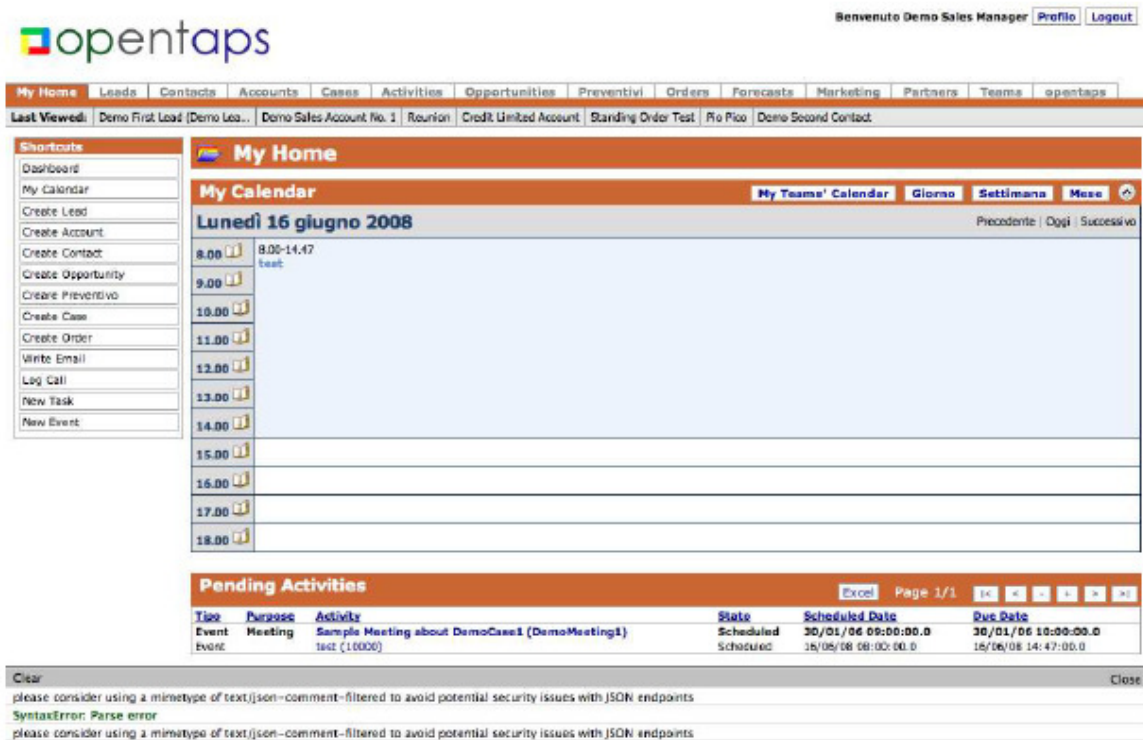 Benvenuto Demo Sales Manager Profilo Logout
opentaps
My Home Leads Contacts Accounts Cases Activities Opportunities Preventivi Orders Forecasts Marketing Partners Teams opentaps
Last Viewed: Demo First Lead (Demo Lea... Demo Sales Account No. 1 Reunion Credit Limited Account Standing Order Test Pio Pico Demo Second Contact
Shortcuts
Dashboard
My Calendar
Create Lead
Create Account
Create Contact
Create Opportunity
Creare Preventivo
Create Case
Create Order
Write Email
Log Call
New Task
New Event
My Home
My Calendar My Teams' Calendar Giorno Settimana Mese
Lunedì 16 giugno 2008 Precedente | Oggi | Successivo
8.00 8.00-14.47
test
9.00
10.00
11.00
12.00
13.00
14.00
15.00
16.00
17.00
18.00
Pending Activities Excel Page 1/1 |< < - + > >|
Tipo Purpose Activity Stato Scheduled Date Due Date
Event Meeting Sample Meeting about DemoCase1 (DemoMeeting1) Scheduled 30/01/06 09:00:00.0 30/01/06 10:00:00.0
Event test (10000) Scheduled 16/06/08 08:00:00.0 16/06/08 14:47:00.0
Clear Close
please consider using a mimetype of text/json-comment-filtered to avoid potential security issues with JSON endpoints
SyntaxError: Parse error
please consider using a mimetype of text/json-comment-filtered to avoid potential security issues with JSON endpoints